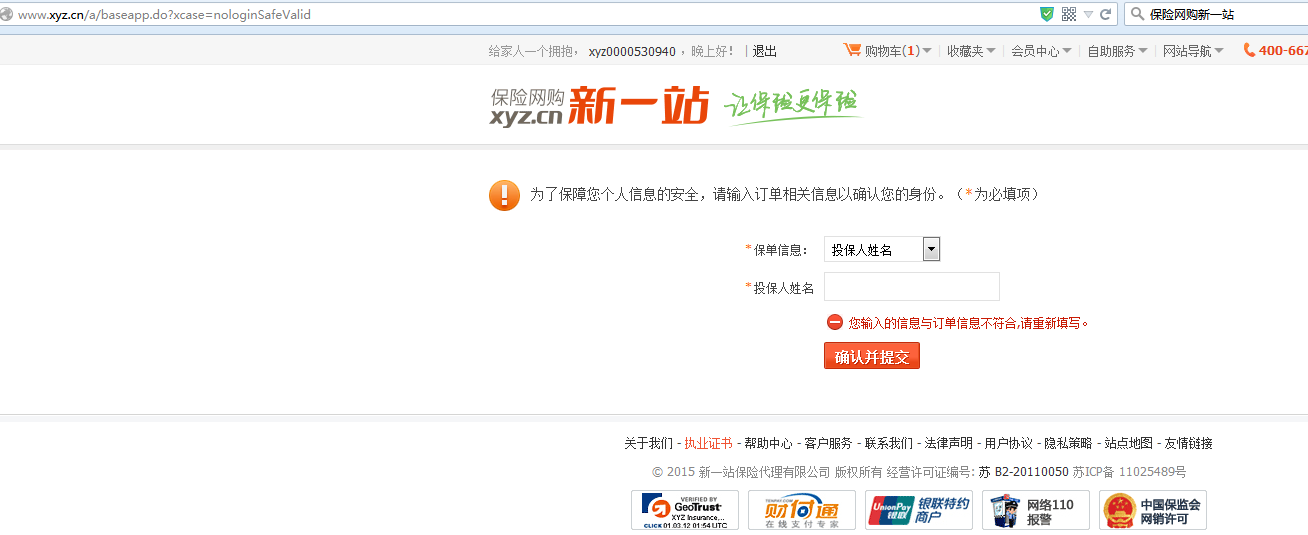 www.xyz.cn/a/baseapp.do?xcase=nologinSafeValid 保险网购新一站
给家人一个拥抱， xyz0000530940 ，晚上好！ | 退出 购物车(1) 收藏夹 会员中心 自助服务 网站导航 400-667
保险网购 新一站 让保险更保险
xyz.cn
为了保障您个人信息的安全，请输入订单相关信息以确认您的身份。（*为必填项）
*保单信息： 投保人姓名
*投保人姓名
您输入的信息与订单信息不符合,请重新填写。
确认并提交
关于我们 - 执业证书 - 帮助中心 - 客户服务 - 联系我们 - 法律声明 - 用户协议 - 隐私策略 - 站点地图 - 友情链接
© 2015 新一站保险代理有限公司 版权所有 经营许可证编号: 苏 B2-20110050 苏ICP备 11025489号
VERIFIED BY GeoTrust XYZ Insurance,... CLICK 01.03.12 01:54 UTC
TENPAY.COM 财付通 在线支付专家
UnionPay 银联 银联特约商户
网络110报警
中国保监会网销许可